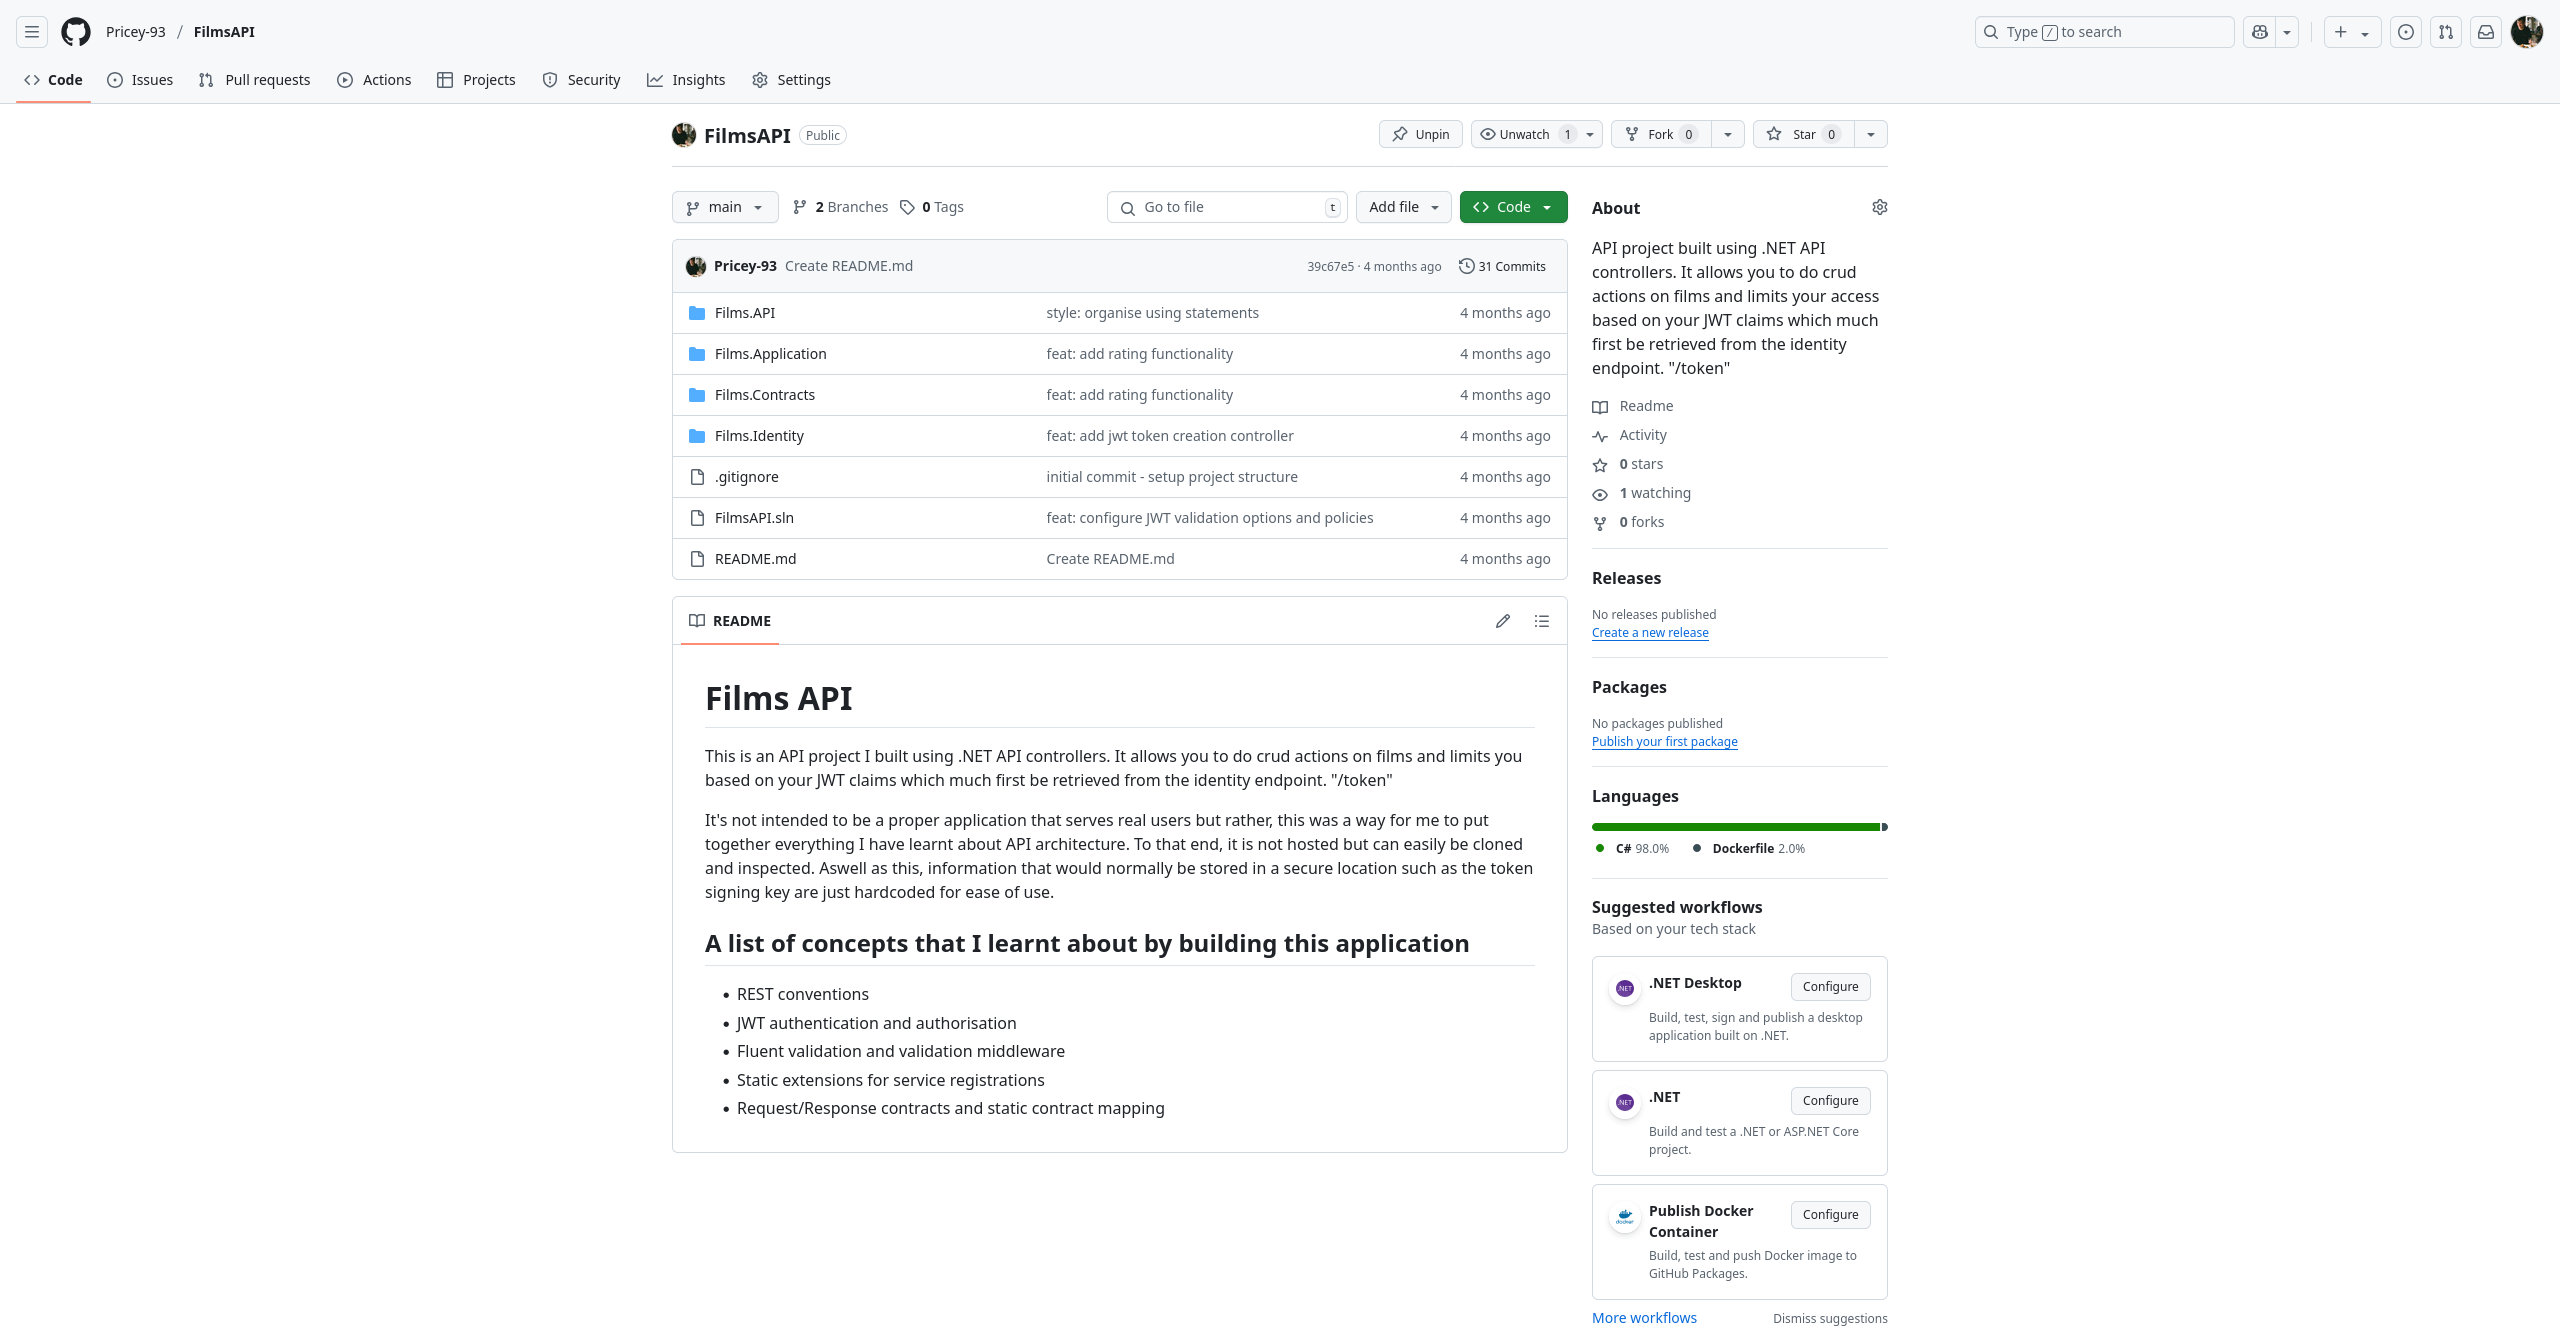 Pricey-93 / FilmsAPI
Type / to search
Code Issues Pull requests Actions Projects Security Insights Settings
FilmsAPI Public
Unpin Unwatch 1 Fork 0 Star 0
main 2 Branches 0 Tags
Go to file t Add file Code
Pricey-93 Create README.md 39c67e5 · 4 months ago 31 Commits
Films.API style: organise using statements 4 months ago
Films.Application feat: add rating functionality 4 months ago
Films.Contracts feat: add rating functionality 4 months ago
Films.Identity feat: add jwt token creation controller 4 months ago
.gitignore initial commit - setup project structure 4 months ago
FilmsAPI.sln feat: configure JWT validation options and policies 4 months ago
README.md Create README.md 4 months ago
README
Films API
This is an API project I built using .NET API controllers. It allows you to do crud actions on films and limits you
based on your JWT claims which much first be retrieved from the identity endpoint. "/token"
It's not intended to be a proper application that serves real users but rather, this was a way for me to put
together everything I have learnt about API architecture. To that end, it is not hosted but can easily be cloned
and inspected. Aswell as this, information that would normally be stored in a secure location such as the token
signing key are just hardcoded for ease of use.
A list of concepts that I learnt about by building this application
• REST conventions
• JWT authentication and authorisation
• Fluent validation and validation middleware
• Static extensions for service registrations
• Request/Response contracts and static contract mapping
About
API project built using .NET API
controllers. It allows you to do crud
actions on films and limits your access
based on your JWT claims which much
first be retrieved from the identity
endpoint. "/token"
Readme
Activity
0 stars
1 watching
0 forks
Releases
No releases published
Create a new release
Packages
No packages published
Publish your first package
Languages
C# 98.0% Dockerfile 2.0%
Suggested workflows
Based on your tech stack
.NET .NET Desktop Configure
Build, test, sign and publish a desktop
application built on .NET.
.NET .NET Configure
Build and test a .NET or ASP.NET Core
project.
docker Publish Docker
Container Configure
Build, test and push Docker image to
GitHub Packages.
More workflows Dismiss suggestions